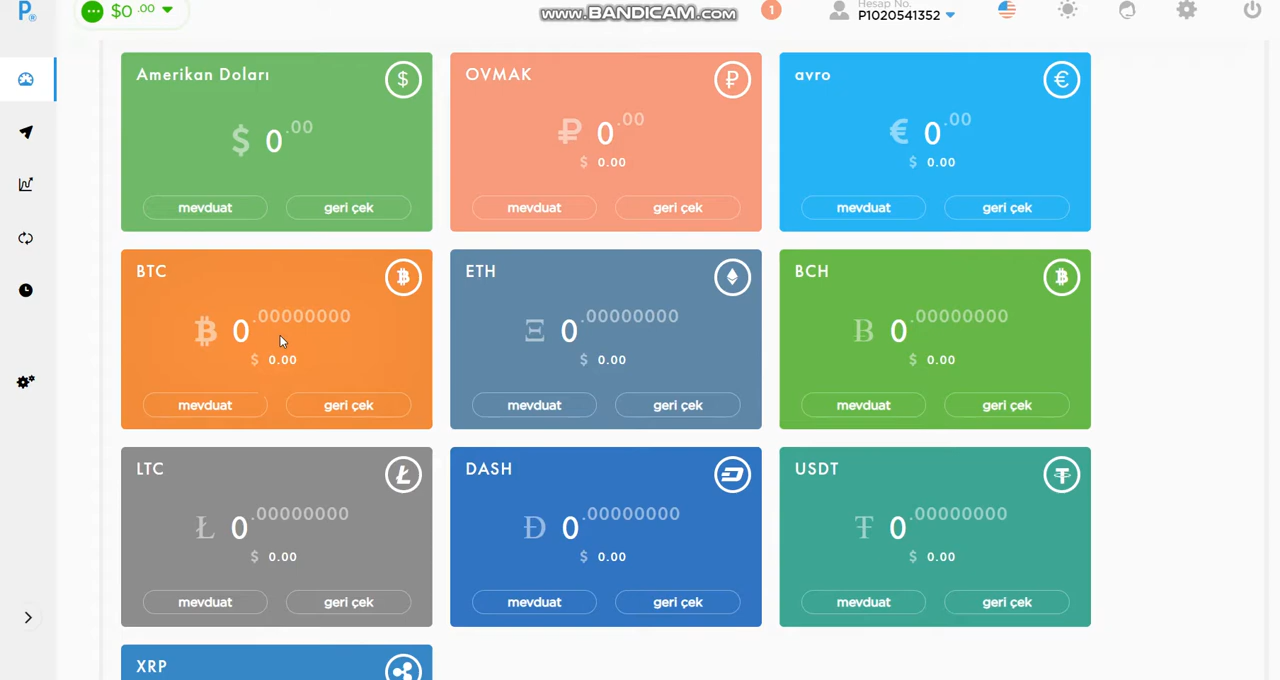 P®
$0 .00
www.BANDICAM.com
1
Hesap No.
P1020541352
Amerikan Doları
$
$ 0 .00
mevduat
geri çek
OVMAK
₽
₽ 0 .00
$ 0.00
mevduat
geri çek
avro
€
€ 0 .00
$ 0.00
mevduat
geri çek
BTC
₿ 0 .00000000
$ 0.00
mevduat
geri çek
ETH
Ξ 0 .00000000
$ 0.00
mevduat
geri çek
BCH
Ƀ 0 .00000000
$ 0.00
mevduat
geri çek
LTC
Ł 0 .00000000
$ 0.00
mevduat
geri çek
DASH
Đ 0 .00000000
$ 0.00
mevduat
geri çek
USDT
Ŧ 0 .00000000
$ 0.00
mevduat
geri çek
XRP